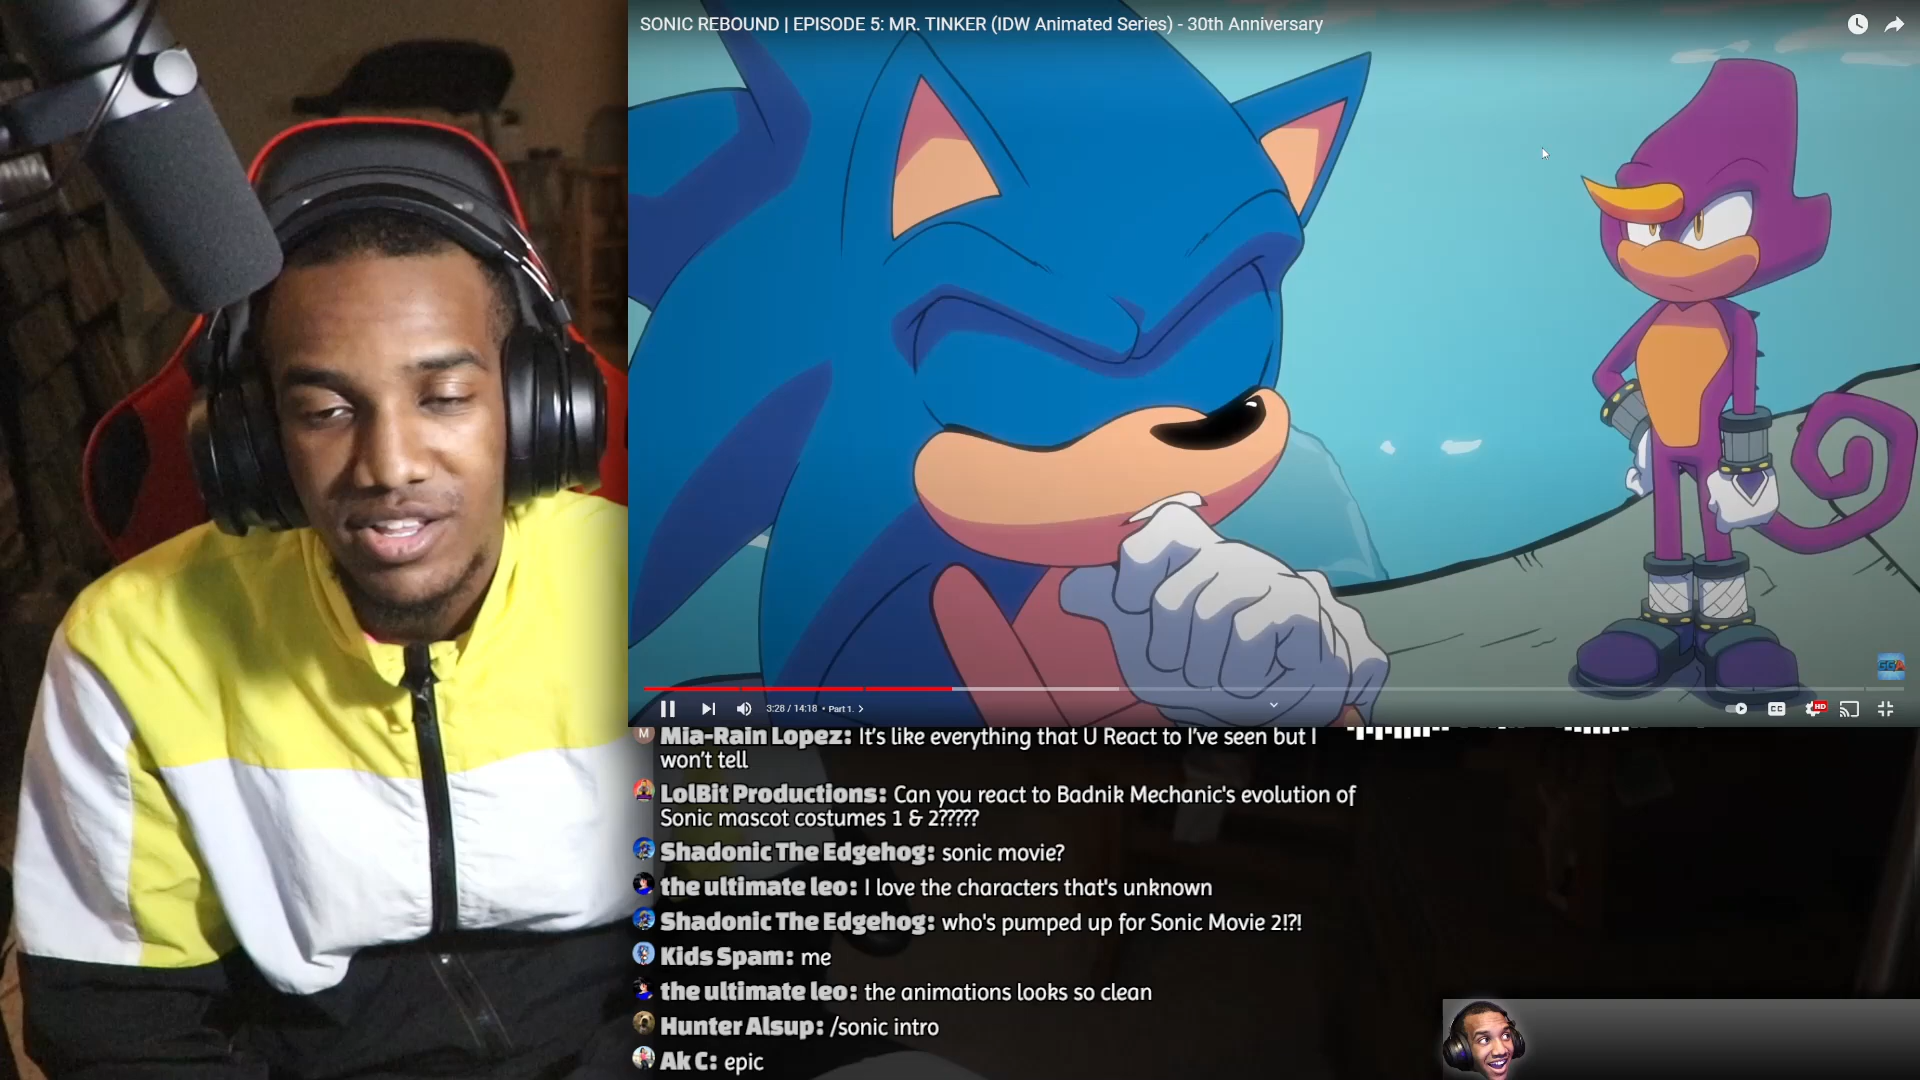 SONIC REBOUND | EPISODE 5: MR. TINKER (IDW Animated Series) - 30th Anniversary
GGA
3:28 / 14:18 • Part 1. >
CC
HD
M Mia-Rain Lopez: It's like everything that U React to I've seen but I
won't tell
LolBit Productions: Can you react to Badnik Mechanic's evolution of
Sonic mascot costumes 1 & 2?????
Shadonic The Edgehog: sonic movie?
the ultimate leo: I love the characters that's unknown
Shadonic The Edgehog: who's pumped up for Sonic Movie 2!?!
Kids Spam: me
the ultimate leo: the animations looks so clean
Hunter Alsup: /sonic intro
Ak C: epic